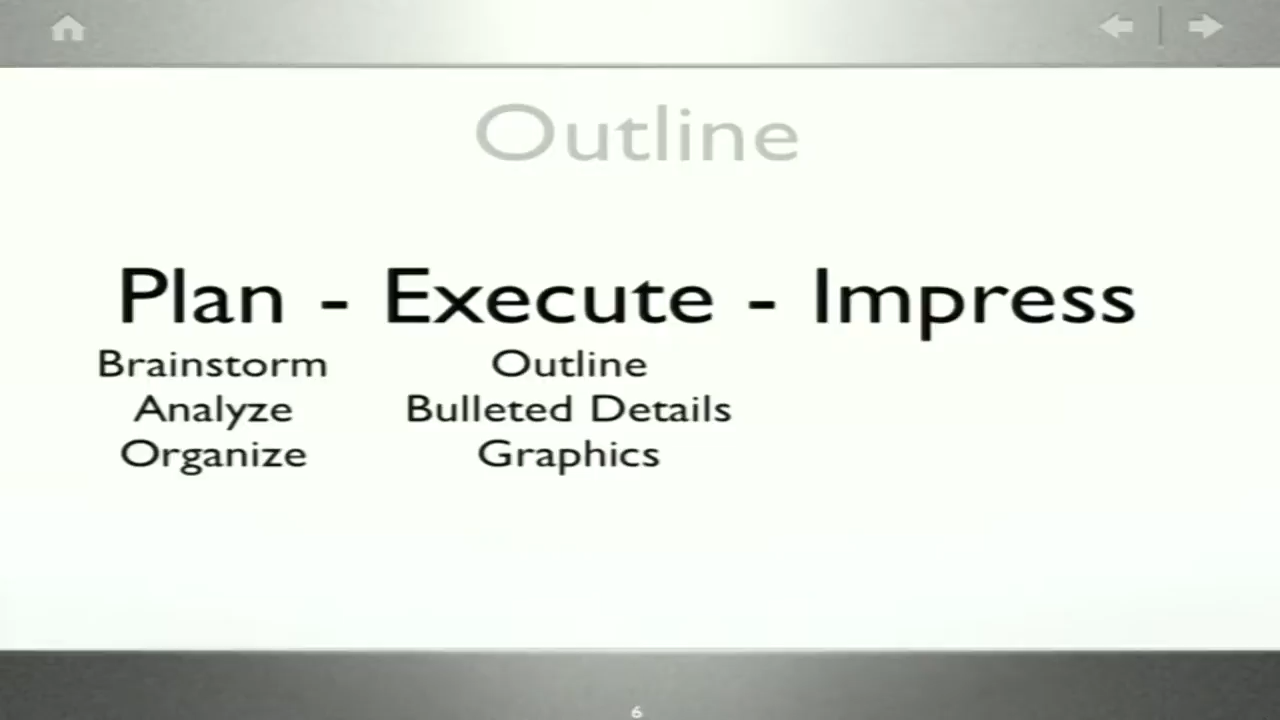 Outline
Plan - Execute - Impress
Brainstorm
Analyze
Organize
Outline
Bulleted Details
Graphics
6